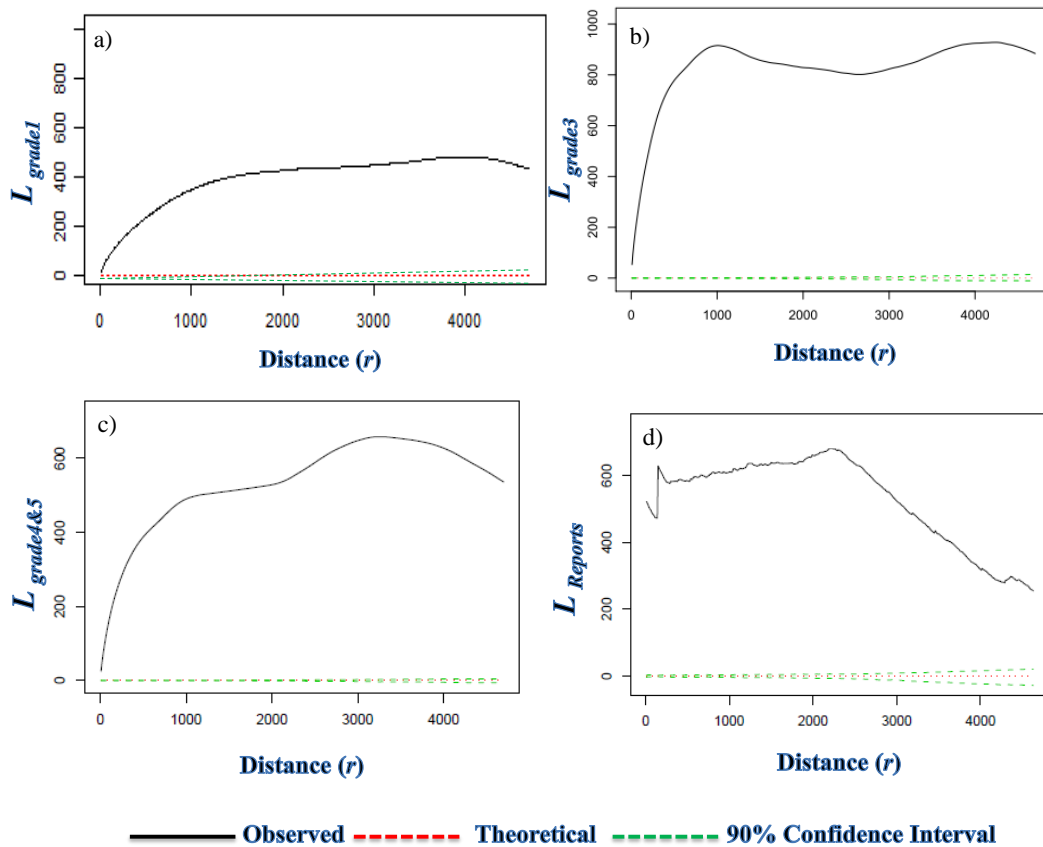 a)
L grade1
0 200 400 600 800
0 1000 2000 3000 4000
Distance (r)
b)
L grade3
0 200 400 600 800 1000
0 1000 2000 3000 4000
Distance (r)
c)
L grade4&5
0 200 400 600
0 1000 2000 3000 4000
Distance (r)
d)
L Reports
0 200 400 600
0 1000 2000 3000 4000
Distance (r)
Observed Theoretical 90% Confidence Interval